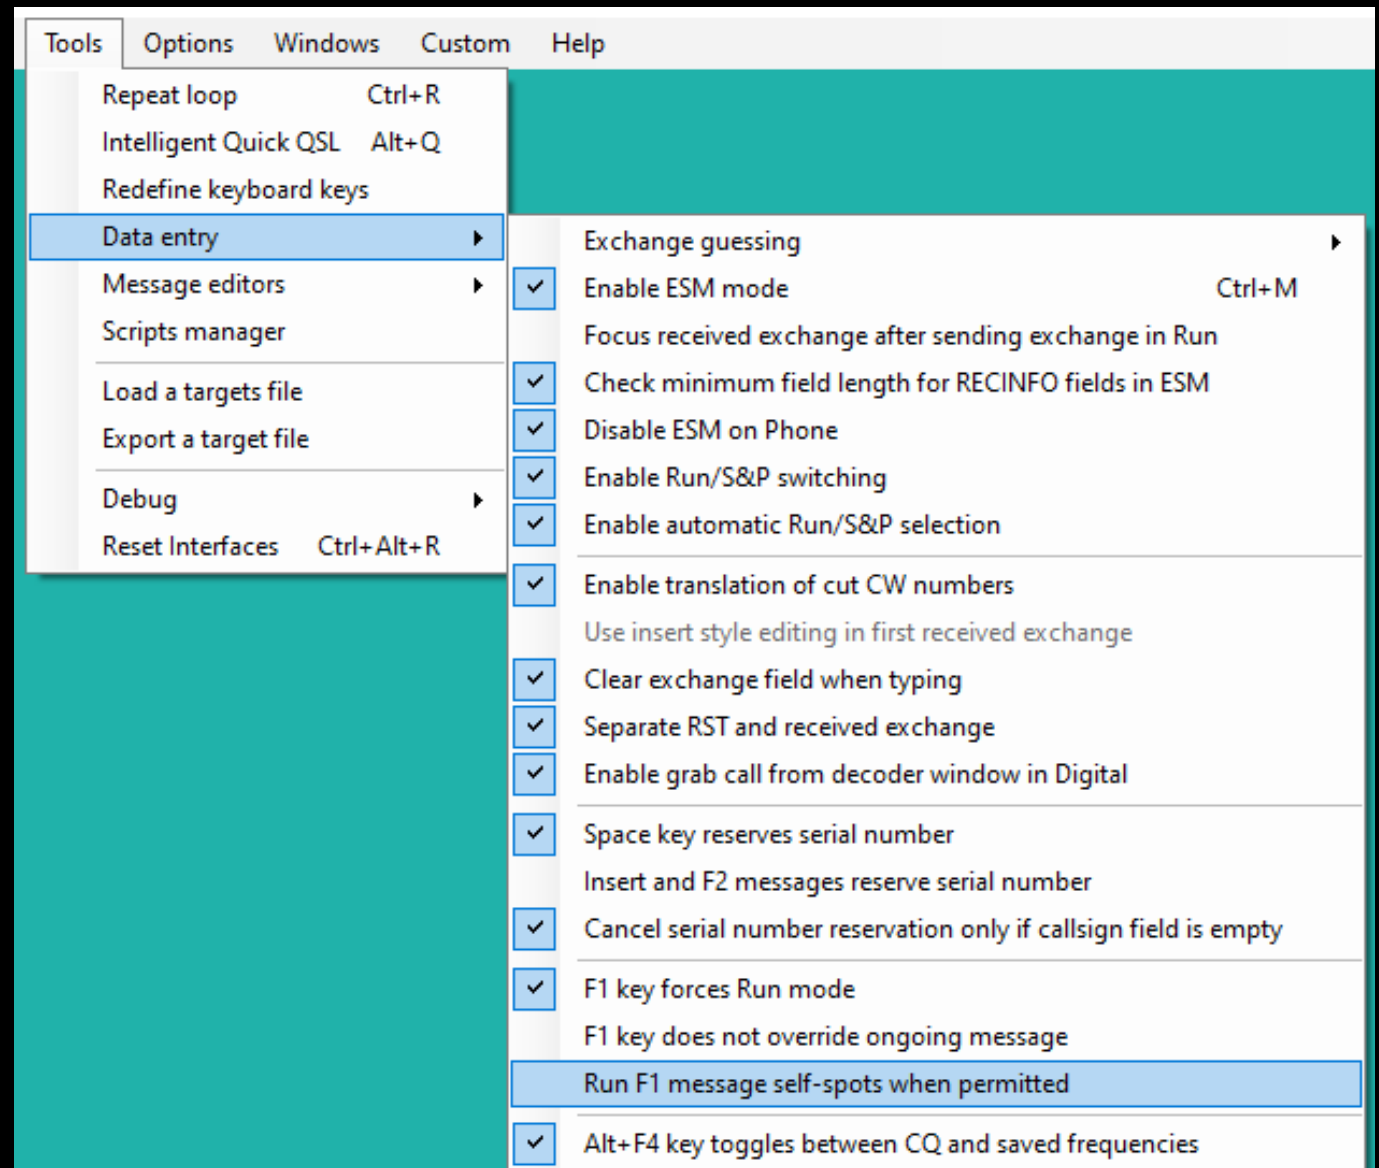 Tools Options Windows Custom Help
Repeat loop Ctrl+R
Intelligent Quick QSL Alt+Q
Redefine keyboard keys
Data entry
Message editors
Scripts manager
Load a targets file
Export a target file
Debug
Reset Interfaces Ctrl+Alt+R
Exchange guessing
Enable ESM mode Ctrl+M
Focus received exchange after sending exchange in Run
Check minimum field length for RECINFO fields in ESM
Disable ESM on Phone
Enable Run/S&P switching
Enable automatic Run/S&P selection
Enable translation of cut CW numbers
Use insert style editing in first received exchange
Clear exchange field when typing
Separate RST and received exchange
Enable grab call from decoder window in Digital
Space key reserves serial number
Insert and F2 messages reserve serial number
Cancel serial number reservation only if callsign field is empty
F1 key forces Run mode
F1 key does not override ongoing message
Run F1 message self-spots when permitted
Alt+F4 key toggles between CQ and saved frequencies